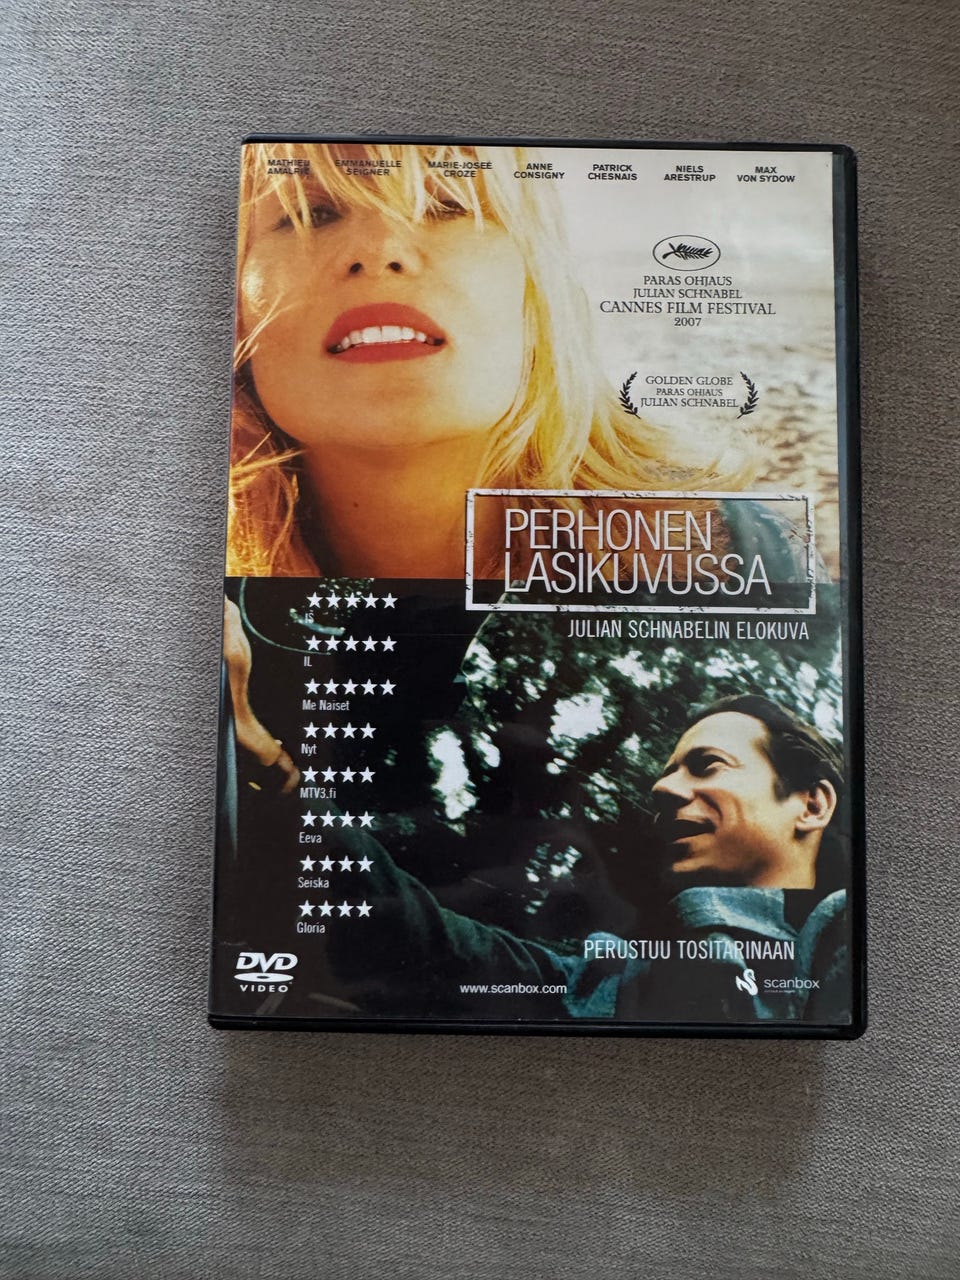 MATHIEU
AMALRIC
EMMANUELLE
SEIGNER
MARIE-JOSEÉ
CROZE
ANNE
CONSIGNY
PATRICK
CHESNAIS
NIELS
ARESTRUP
MAX
VON SYDOW
PARAS OHJAUS
JULIAN SCHNABEL
CANNES FILM FESTIVAL
2007
GOLDEN GLOBE
PARAS OHJAUS
JULIAN SCHNABEL
PERHONEN
LASIKUVUSSA
JULIAN SCHNABELIN ELOKUVA
★★★★★
IS
★★★★★
IL
★★★★★
Me Naiset
★★★★
Nyt
★★★★
MTV3.fi
★★★★
Eeva
★★★★
Seiska
★★★★
Gloria
PERUSTUU TOSITARINAAN
DVD
VIDEO
www.scanbox.com
scanbox